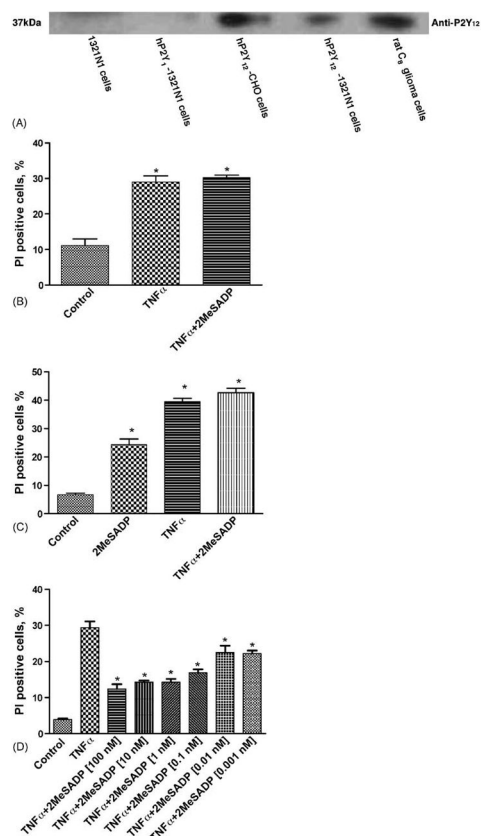 37kDa
Anti-P2Y12
1321N1 cells
hP2Y1-1321N1 cells
hP2Y12-CHO cells
hP2Y12-1321N1 cells
rat C6 glioma cells
(A)
PI positive cells, %
40
30
20
10
0
*
*
Control
TNFα
TNFα+2MeSADP
(B)
PI positive cells, %
50
40
30
20
10
0
*
*
*
Control
2MeSADP
TNFα
TNFα+2MeSADP
(C)
PI positive cells, %
40
30
20
10
0
*
*
*
*
*
*
Control
TNFα
TNFα+2MeSADP [100 nM]
TNFα+2MeSADP [10 nM]
TNFα+2MeSADP [1 nM]
TNFα+2MeSADP [0.1 nM]
TNFα+2MeSADP [0.01 nM]
TNFα+2MeSADP [0.001 nM]
(D)